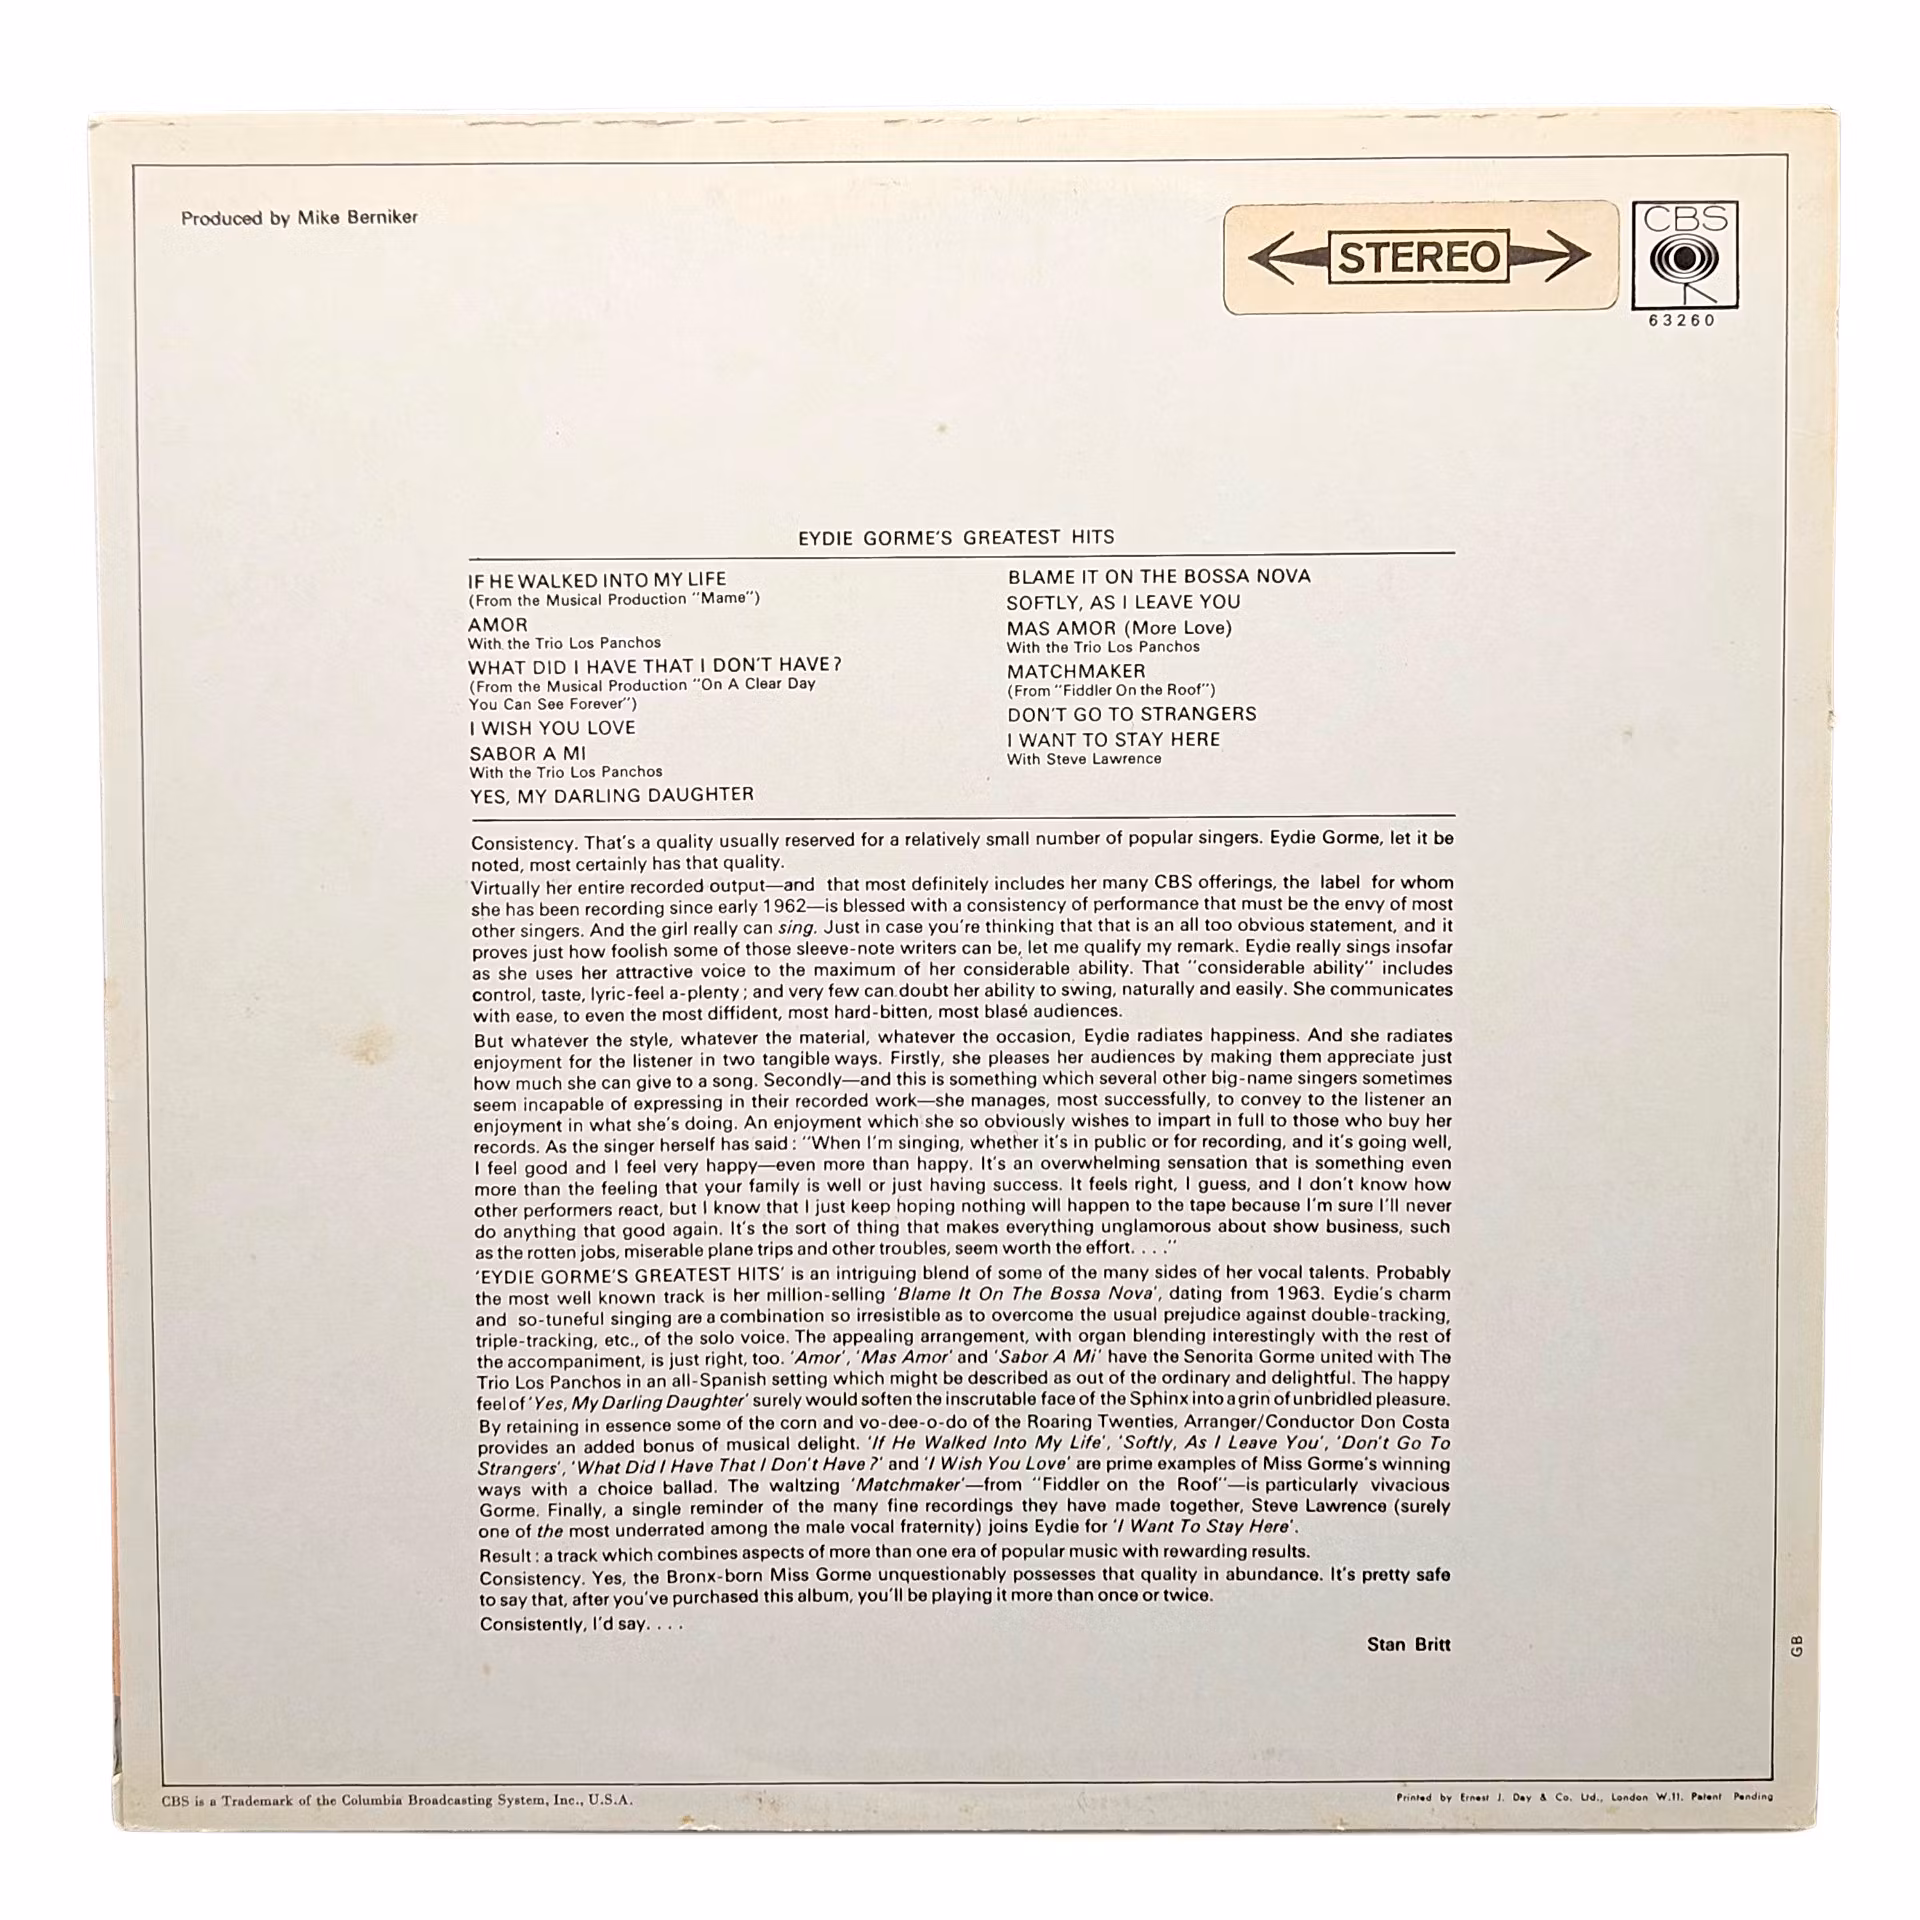 Produced by Mike Berniker
STEREO
CBS
63260
EYDIE GORME'S GREATEST HITS
IF HE WALKED INTO MY LIFE
(From the Musical Production "Mame")
AMOR
With the Trio Los Panchos
WHAT DID I HAVE THAT I DON'T HAVE?
(From the Musical Production "On A Clear Day
You Can See Forever")
I WISH YOU LOVE
SABOR A MI
With the Trio Los Panchos
YES, MY DARLING DAUGHTER
BLAME IT ON THE BOSSA NOVA
SOFTLY, AS I LEAVE YOU
MAS AMOR (More Love)
With the Trio Los Panchos
MATCHMAKER
(From "Fiddler On the Roof")
DON'T GO TO STRANGERS
I WANT TO STAY HERE
With Steve Lawrence
Consistency. That's a quality usually reserved for a relatively small number of popular singers. Eydie Gorme, let it be
noted, most certainly has that quality.
Virtually her entire recorded output—and that most definitely includes her many CBS offerings, the label for whom
she has been recording since early 1962—is blessed with a consistency of performance that must be the envy of most
other singers. And the girl really can sing. Just in case you're thinking that that is an all too obvious statement, and it
proves just how foolish some of those sleeve-note writers can be, let me qualify my remark. Eydie really sings insofar
as she uses her attractive voice to the maximum of her considerable ability. That "considerable ability" includes
control, taste, lyric-feel a-plenty; and very few can doubt her ability to swing, naturally and easily. She communicates
with ease, to even the most diffident, most hard-bitten, most blasé audiences.
But whatever the style, whatever the material, whatever the occasion, Eydie radiates happiness. And she radiates
enjoyment for the listener in two tangible ways. Firstly, she pleases her audiences by making them appreciate just
how much she can give to a song. Secondly—and this is something which several other big-name singers sometimes
seem incapable of expressing in their recorded work—she manages, most successfully, to convey to the listener an
enjoyment in what she's doing. An enjoyment which she so obviously wishes to impart in full to those who buy her
records. As the singer herself has said: "When I'm singing, whether it's in public or for recording, and it's going well,
I feel good and I feel very happy—even more than happy. It's an overwhelming sensation that is something even
more than the feeling that your family is well or just having success. It feels right, I guess, and I don't know how
other performers react, but I know that I just keep hoping nothing will happen to the tape because I'm sure I'll never
do anything that good again. It's the sort of thing that makes everything unglamorous about show business, such
as the rotten jobs, miserable plane trips and other troubles, seem worth the effort. . . ."
'EYDIE GORME'S GREATEST HITS' is an intriguing blend of some of the many sides of her vocal talents. Probably
the most well known track is her million-selling 'Blame It On The Bossa Nova', dating from 1963. Eydie's charm
and so-tuneful singing are a combination so irresistible as to overcome the usual prejudice against double-tracking,
triple-tracking, etc., of the solo voice. The appealing arrangement, with organ blending interestingly with the rest of
the accompaniment, is just right, too. 'Amor', 'Mas Amor' and 'Sabor A Mi' have the Senorita Gorme united with The
Trio Los Panchos in an all-Spanish setting which might be described as out of the ordinary and delightful. The happy
feel of 'Yes, My Darling Daughter' surely would soften the inscrutable face of the Sphinx into a grin of unbridled pleasure.
By retaining in essence some of the corn and vo-dee-o-do of the Roaring Twenties, Arranger/Conductor Don Costa
provides an added bonus of musical delight. 'If He Walked Into My Life', 'Softly, As I Leave You', 'Don't Go To
Strangers', 'What Did I Have That I Don't Have?' and 'I Wish You Love' are prime examples of Miss Gorme's winning
ways with a choice ballad. The waltzing 'Matchmaker'—from "Fiddler on the Roof"—is particularly vivacious
Gorme. Finally, a single reminder of the many fine recordings they have made together, Steve Lawrence (surely
one of the most underrated among the male vocal fraternity) joins Eydie for 'I Want To Stay Here'.
Result: a track which combines aspects of more than one era of popular music with rewarding results.
Consistency. Yes, the Bronx-born Miss Gorme unquestionably possesses that quality in abundance. It's pretty safe
to say that, after you've purchased this album, you'll be playing it more than once or twice.
Consistently, I'd say. . . .
Stan Britt
GB
CBS is a Trademark of the Columbia Broadcasting System, Inc., U.S.A.
Printed by Ernest J. Day & Co. Ltd., London W.11. Patent Pending